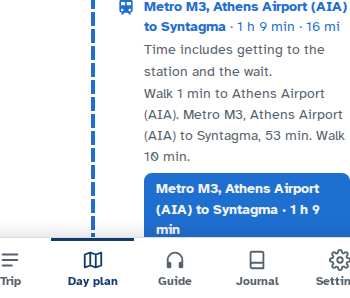 Metro M3, Athens Airport (AIA)
to Syntagma · 1 h 9 min · 16 mi
Time includes getting to the
station and the wait.
Walk 1 min to Athens Airport
(AIA). Metro M3, Athens Airport
(AIA) to Syntagma, 53 min. Walk
10 min.
Metro M3, Athens Airport
(AIA) to Syntagma · 1 h 9
min
Trip
Day plan
Guide
Journal
Settin